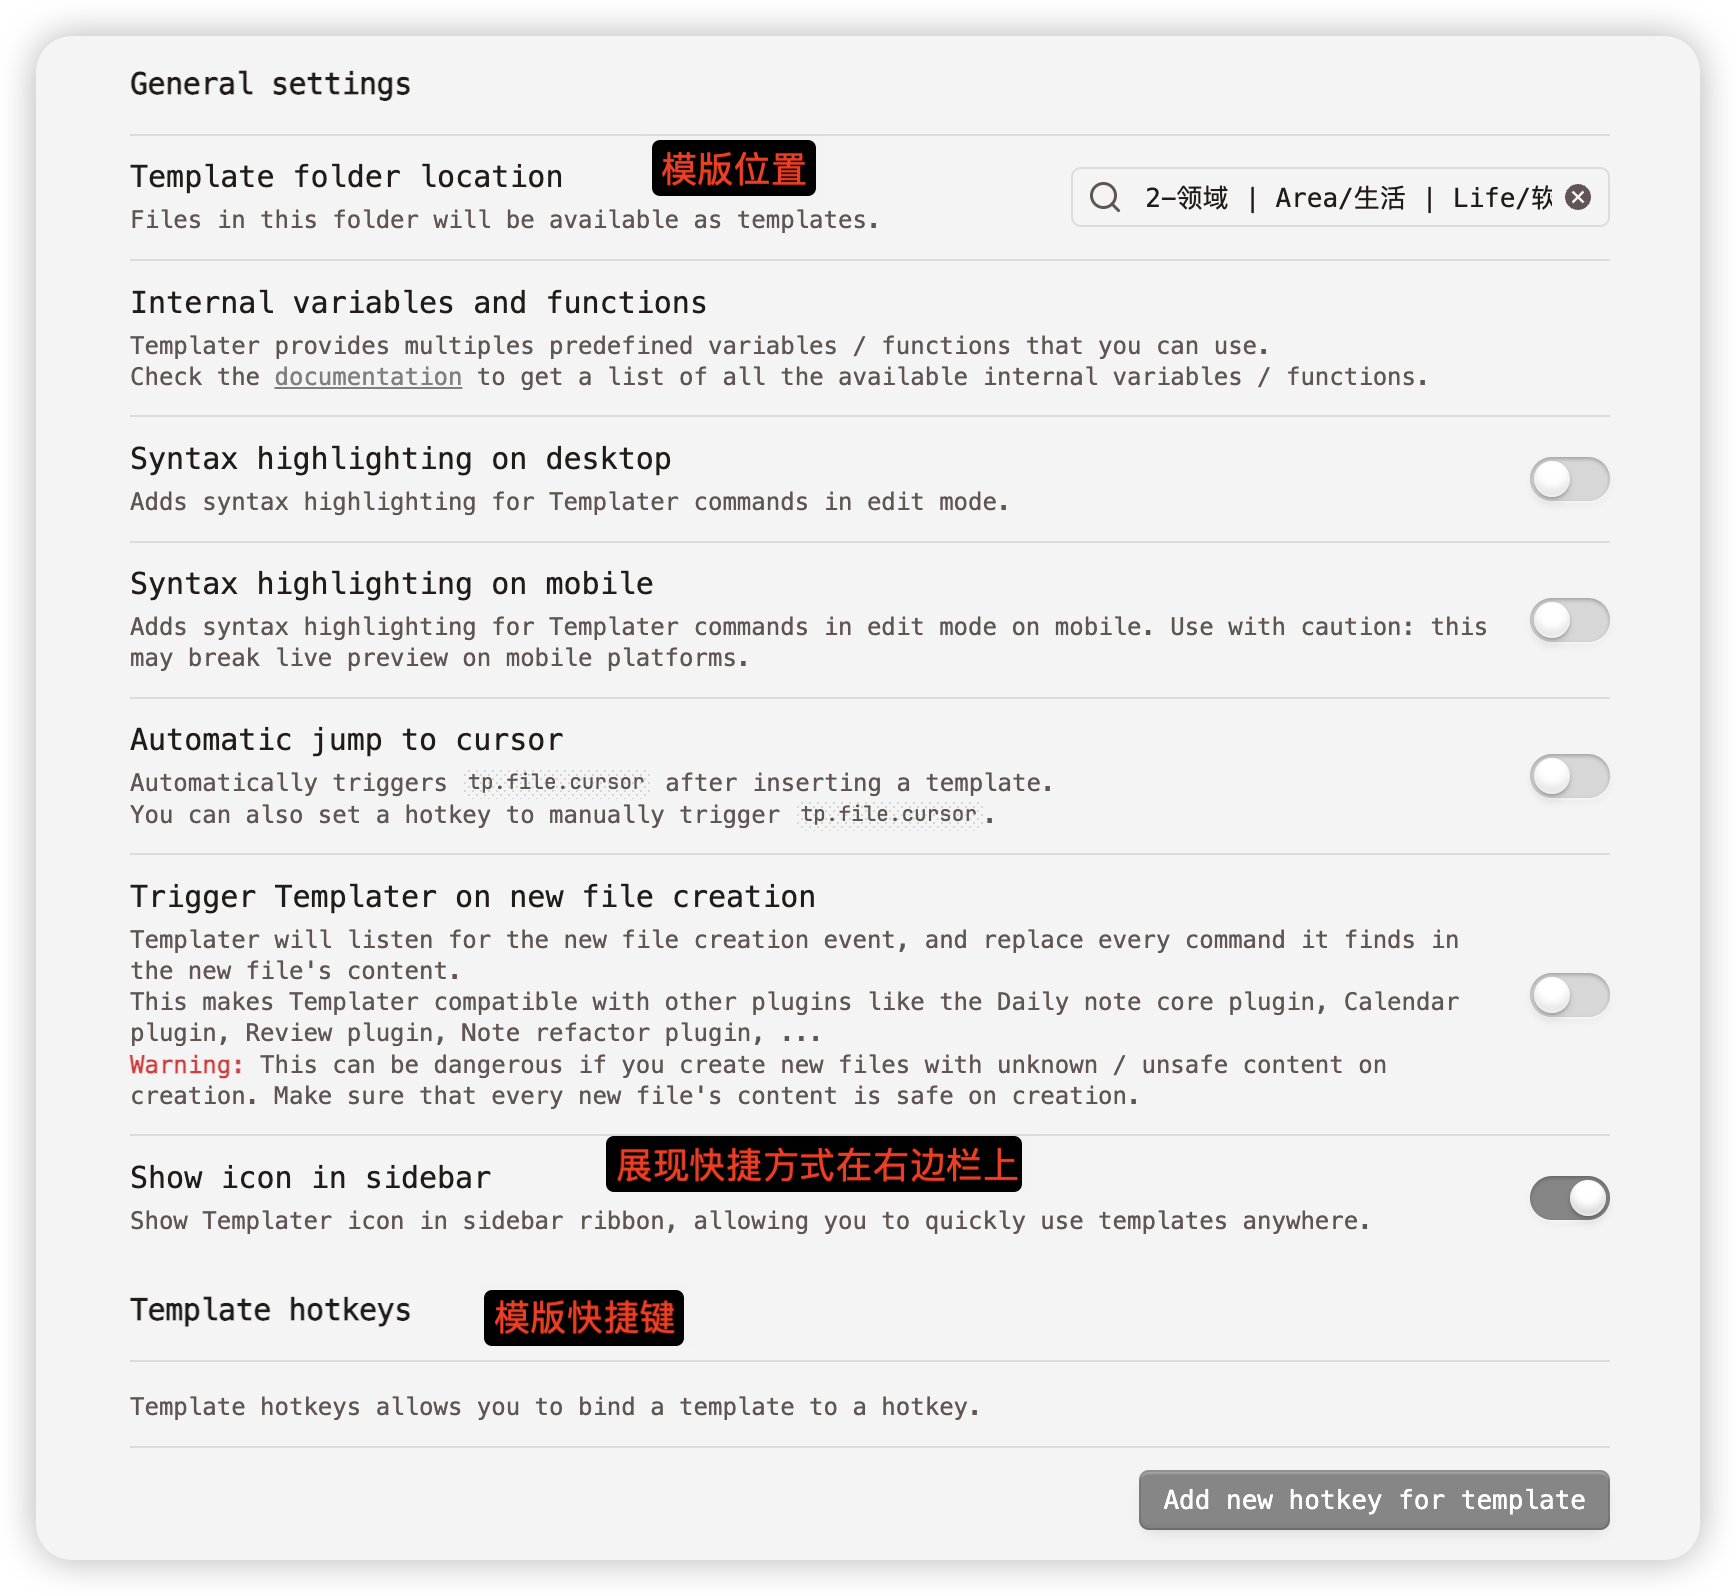 General settings
Template folder location
模版位置
Files in this folder will be available as templates.
2-领域 | Area/生活 | Life/软
Internal variables and functions
Templater provides multiples predefined variables / functions that you can use.
Check the documentation to get a list of all the available internal variables / functions.
Syntax highlighting on desktop
Adds syntax highlighting for Templater commands in edit mode.
Syntax highlighting on mobile
Adds syntax highlighting for Templater commands in edit mode on mobile. Use with caution: this
may break live preview on mobile platforms.
Automatic jump to cursor
Automatically triggers tp.file.cursor after inserting a template.
You can also set a hotkey to manually trigger tp.file.cursor.
Trigger Templater on new file creation
Templater will listen for the new file creation event, and replace every command it finds in
the new file's content.
This makes Templater compatible with other plugins like the Daily note core plugin, Calendar
plugin, Review plugin, Note refactor plugin, ...
Warning: This can be dangerous if you create new files with unknown / unsafe content on
creation. Make sure that every new file's content is safe on creation.
Show icon in sidebar
展现快捷方式在右边栏上
Show Templater icon in sidebar ribbon, allowing you to quickly use templates anywhere.
Template hotkeys
模版快捷键
Template hotkeys allows you to bind a template to a hotkey.
Add new hotkey for template